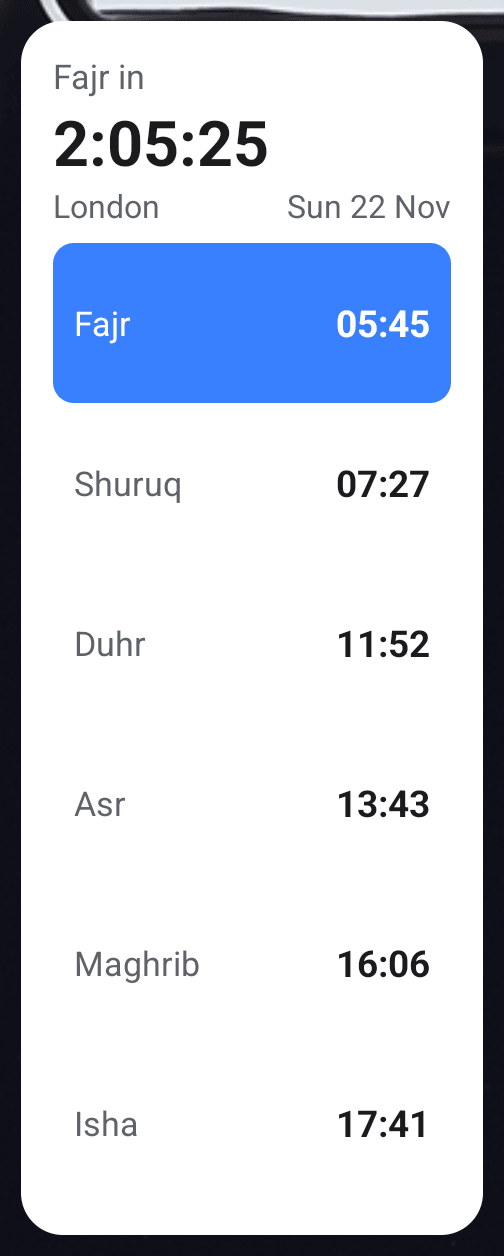 Fajr in
2:05:25
London Sun 22 Nov
Fajr 05:45
Shuruq 07:27
Duhr 11:52
Asr 13:43
Maghrib 16:06
Isha 17:41